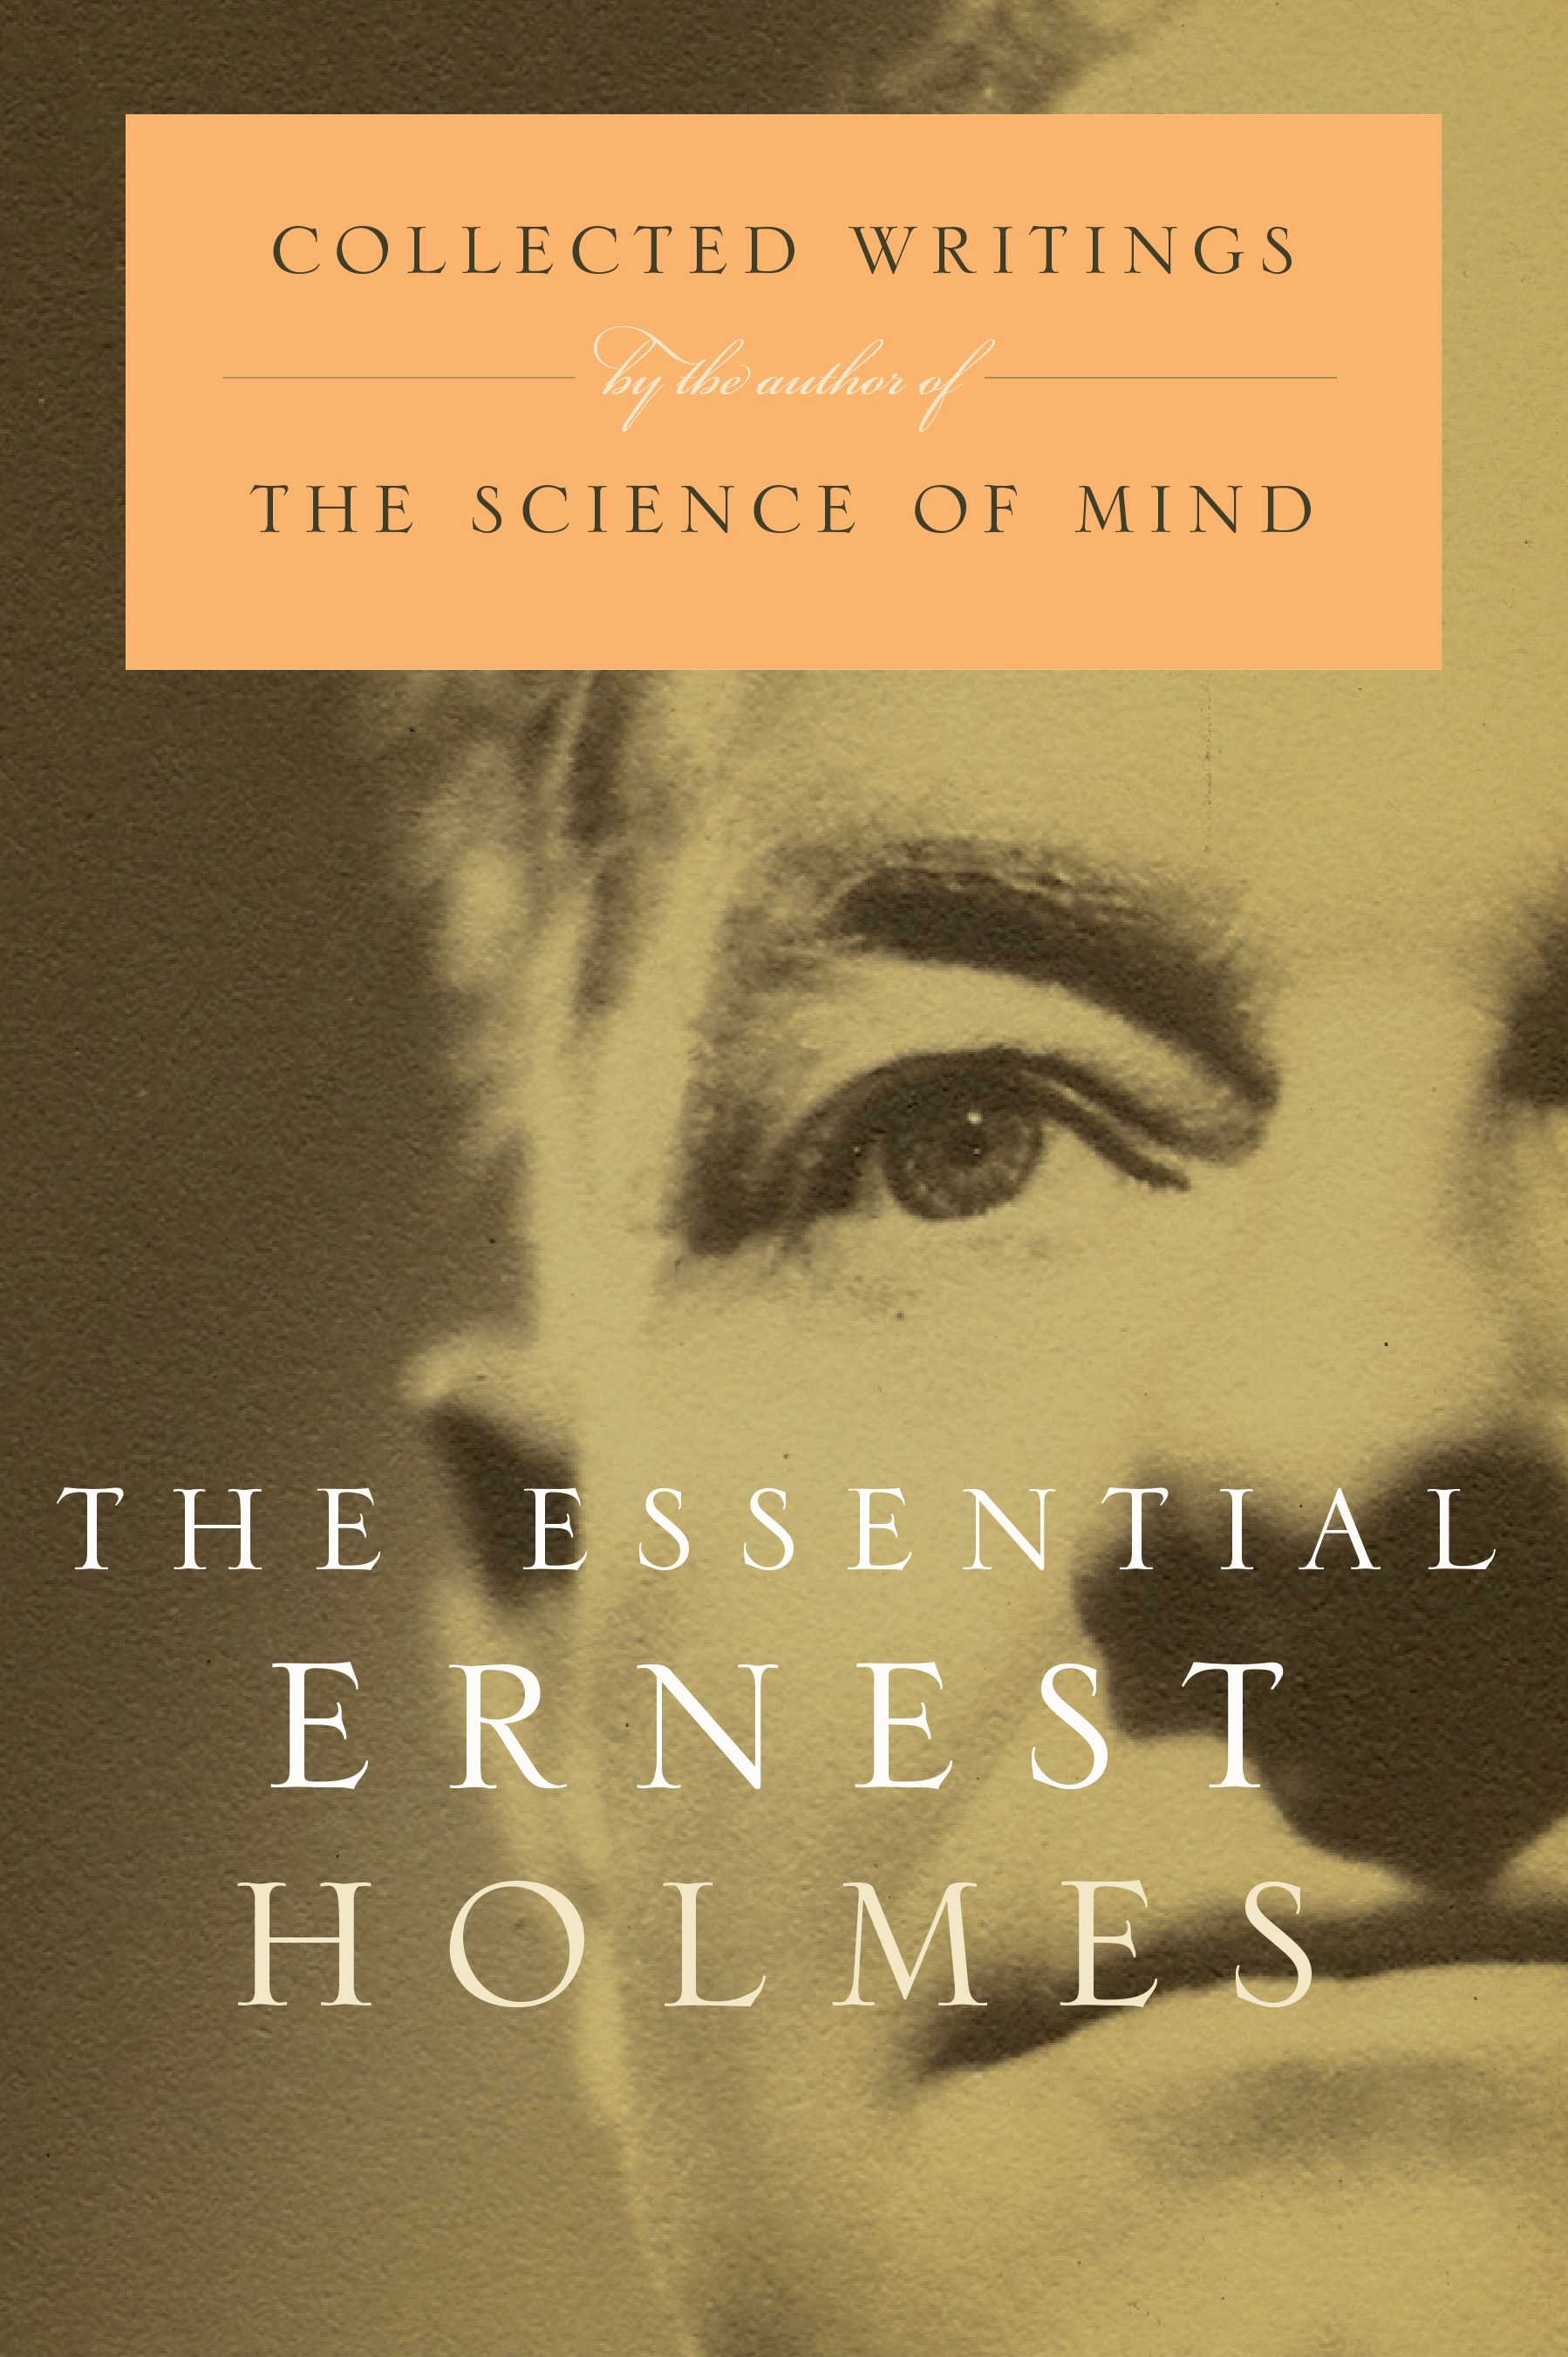 COLLECTED WRITINGS
by the author of
THE SCIENCE OF MIND
THE ESSENTIAL
ERNEST
HOLMES